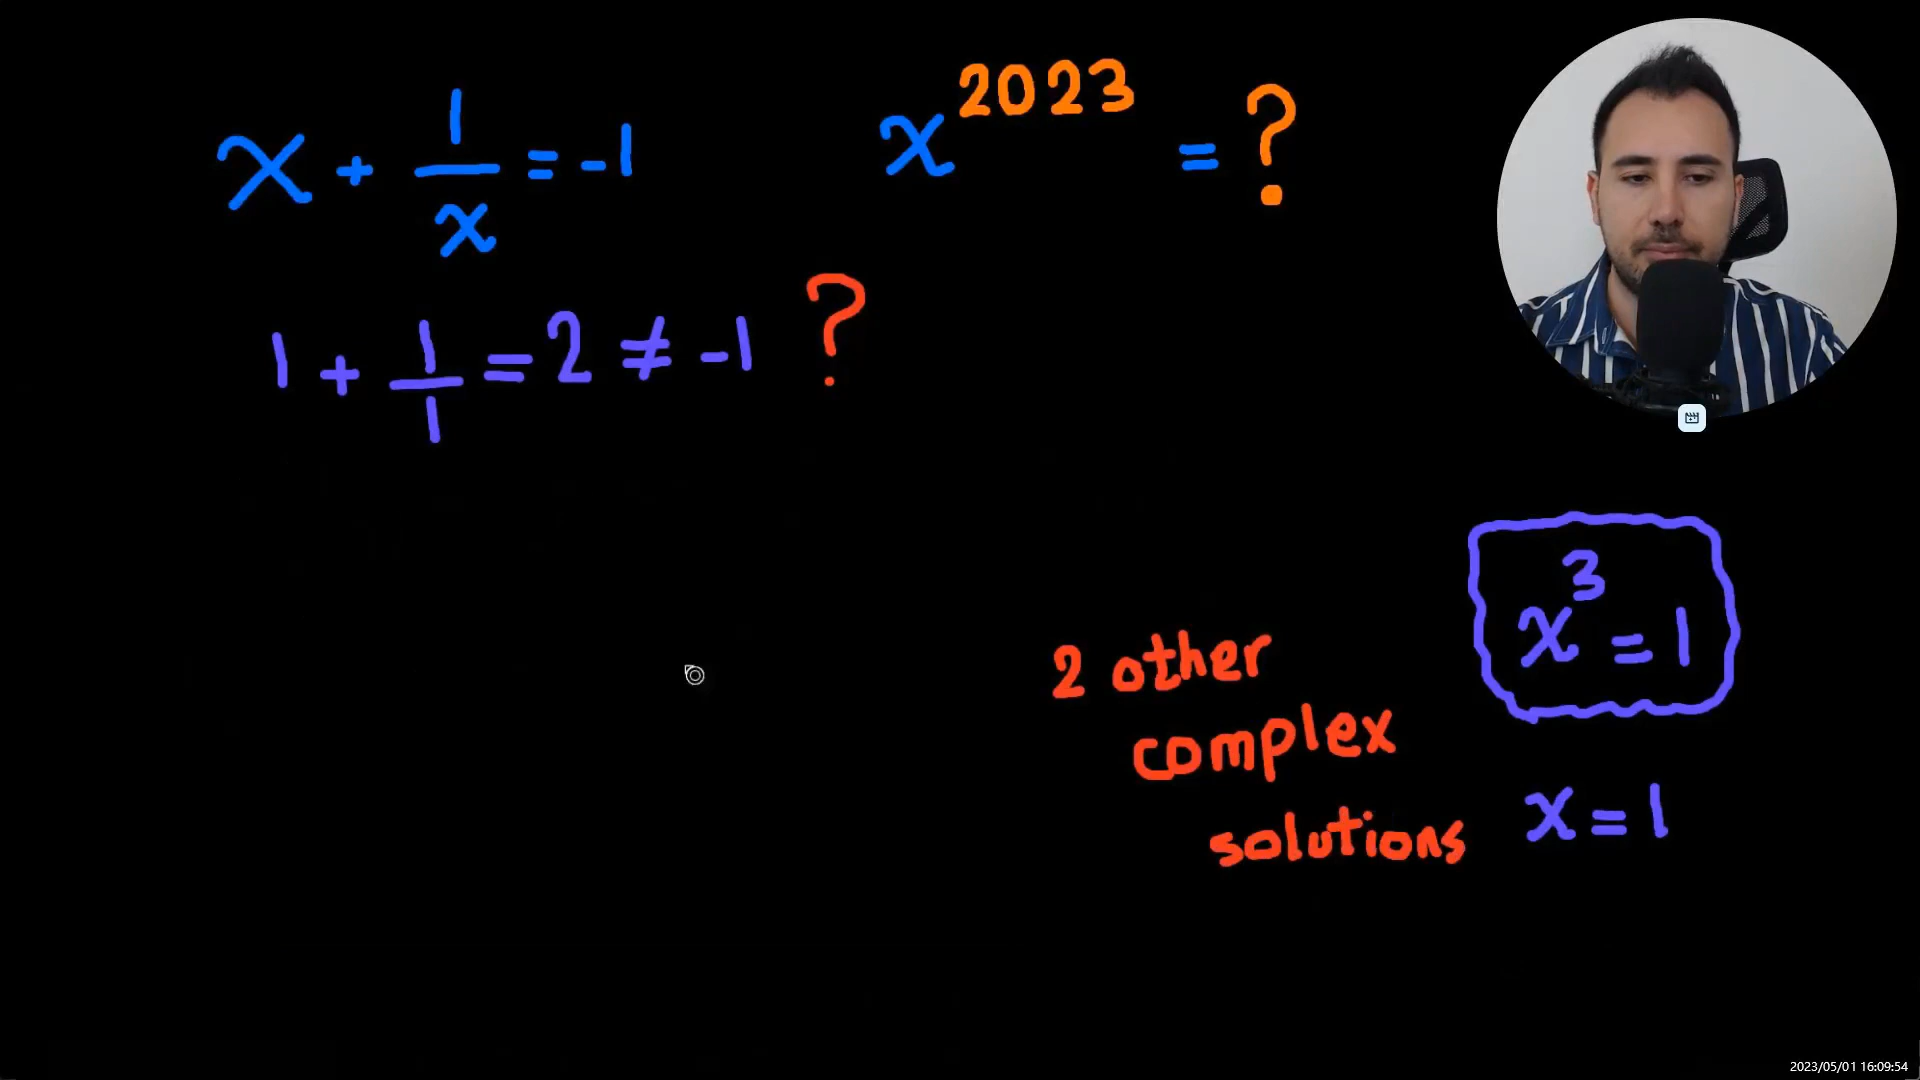 x + 1/x = -1
x^2023 = ?
1 + 1/1 = 2 ≠ -1 ?
x^3 = 1
2 other
complex
solutions
x = 1
2023/05/01 16:09:54